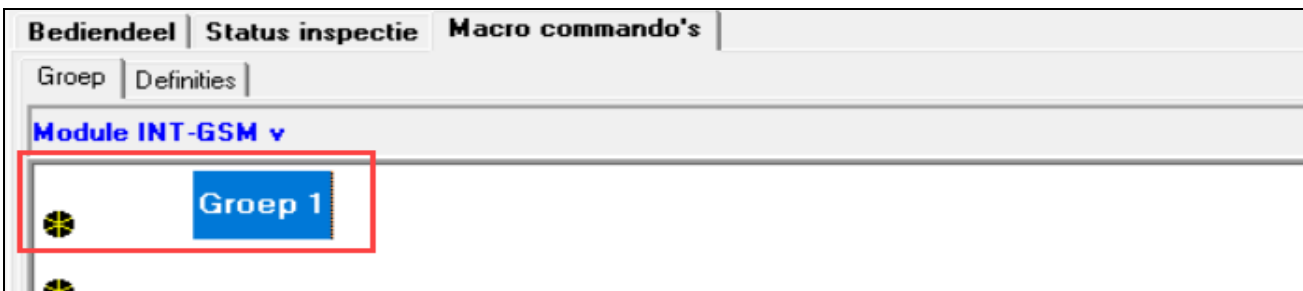 Bediendeel Status inspectie Macro commando's
Groep Definities
Module INT-GSM v
Groep 1